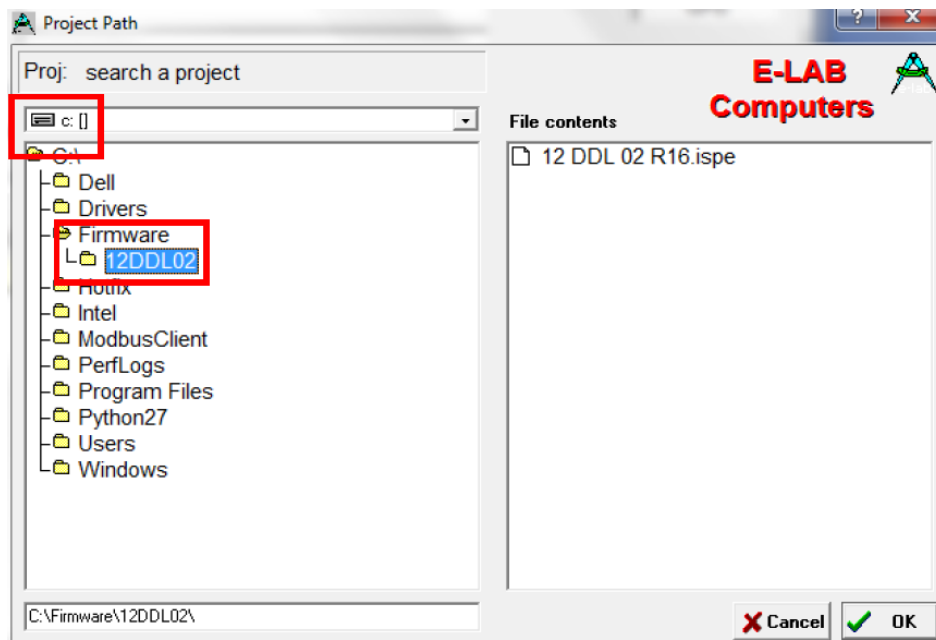 Project Path
?
X
Proj: search a project
E-LAB
Computers
c: []
File contents
C:\
Dell
Drivers
Firmware
12DDL02
Hotfix
Intel
ModbusClient
PerfLogs
Program Files
Python27
Users
Windows
12 DDL 02 R16.ispe
C:\Firmware\12DDL02\
Cancel
OK